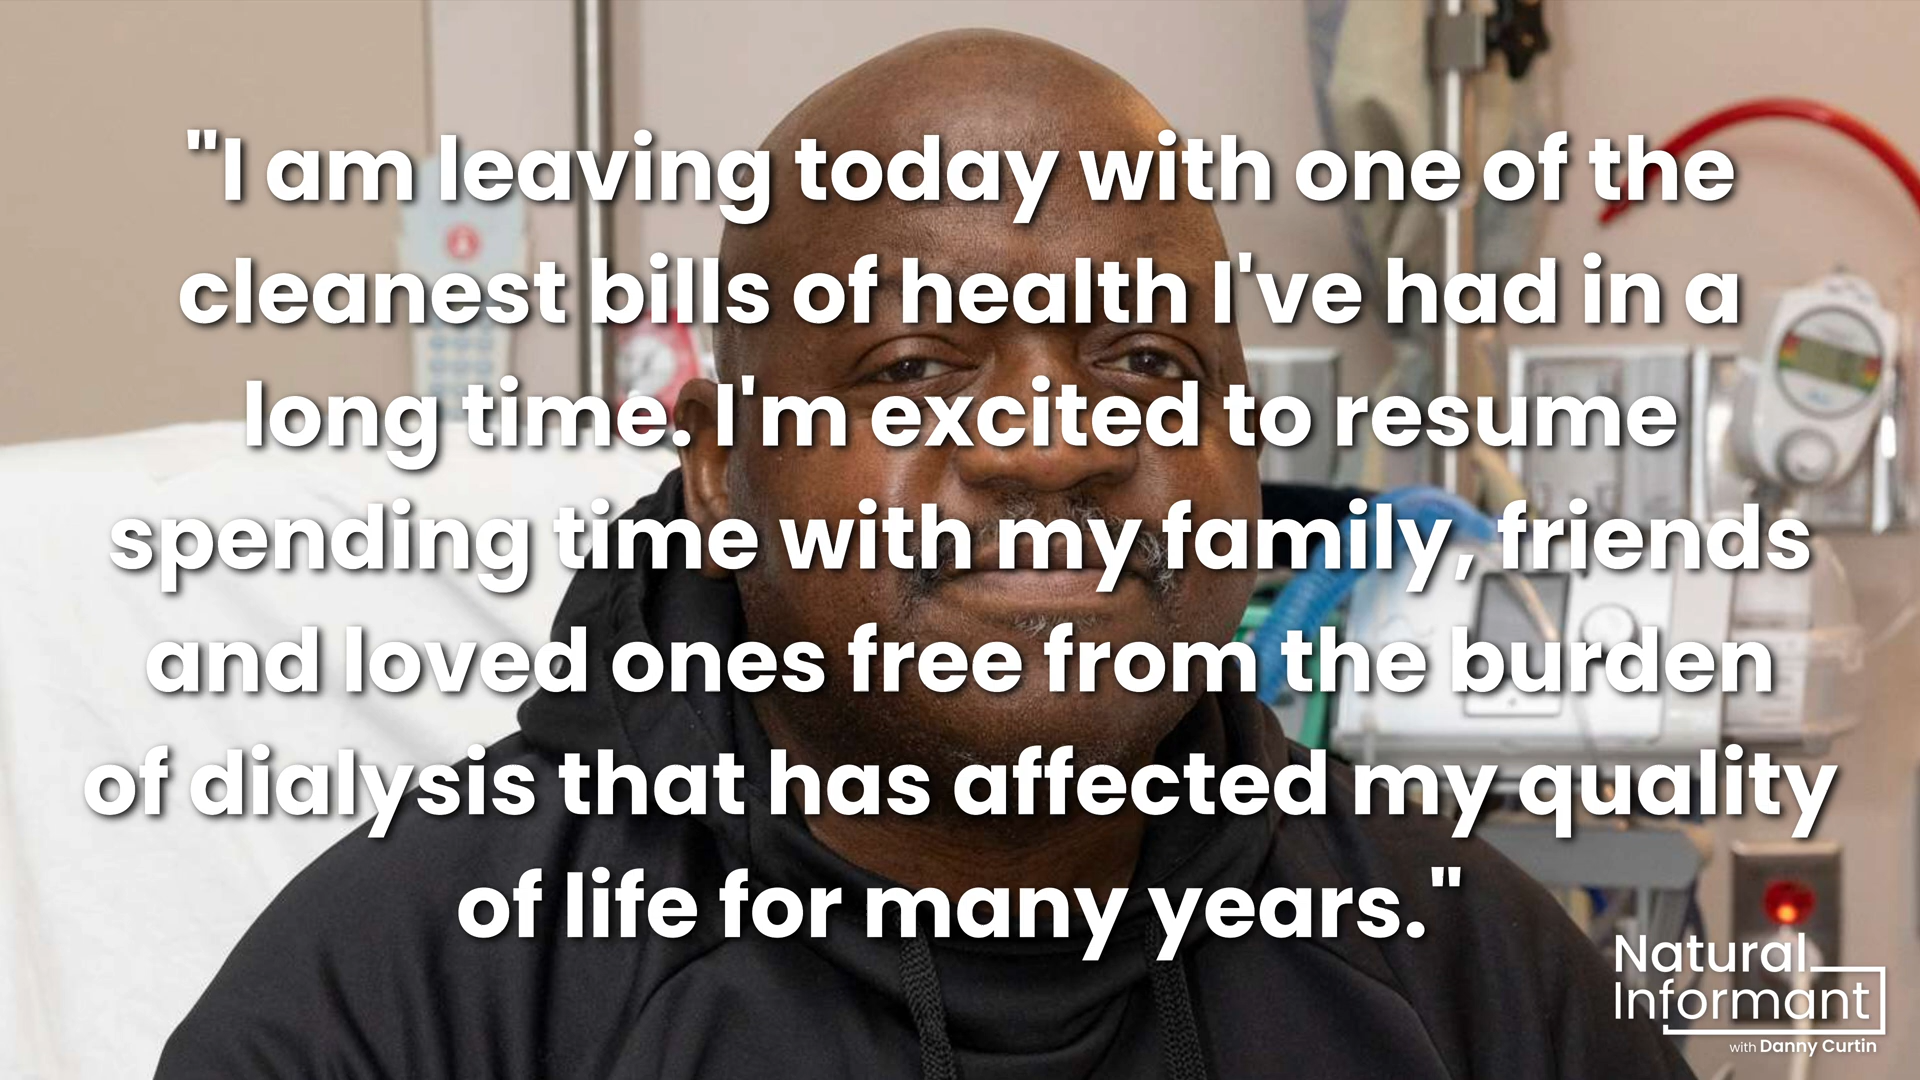 "I am leaving today with one of the
cleanest bills of health I've had in a
long time. I'm excited to resume
spending time with my family, friends
and loved ones free from the burden
of dialysis that has affected my quality
of life for many years."
Natural
Informant
with Danny Curtin